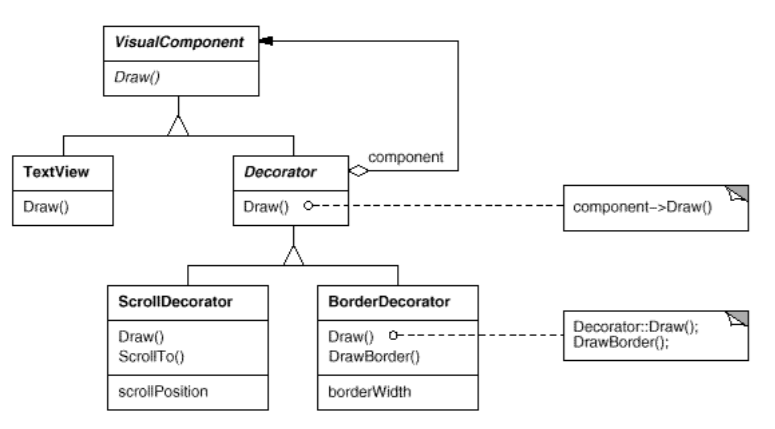 VisualComponent
Draw()
component
TextView
Draw()
Decorator
Draw()
component->Draw()
ScrollDecorator
Draw()
ScrollTo()
scrollPosition
BorderDecorator
Draw()
DrawBorder()
borderWidth
Decorator::Draw();
DrawBorder();